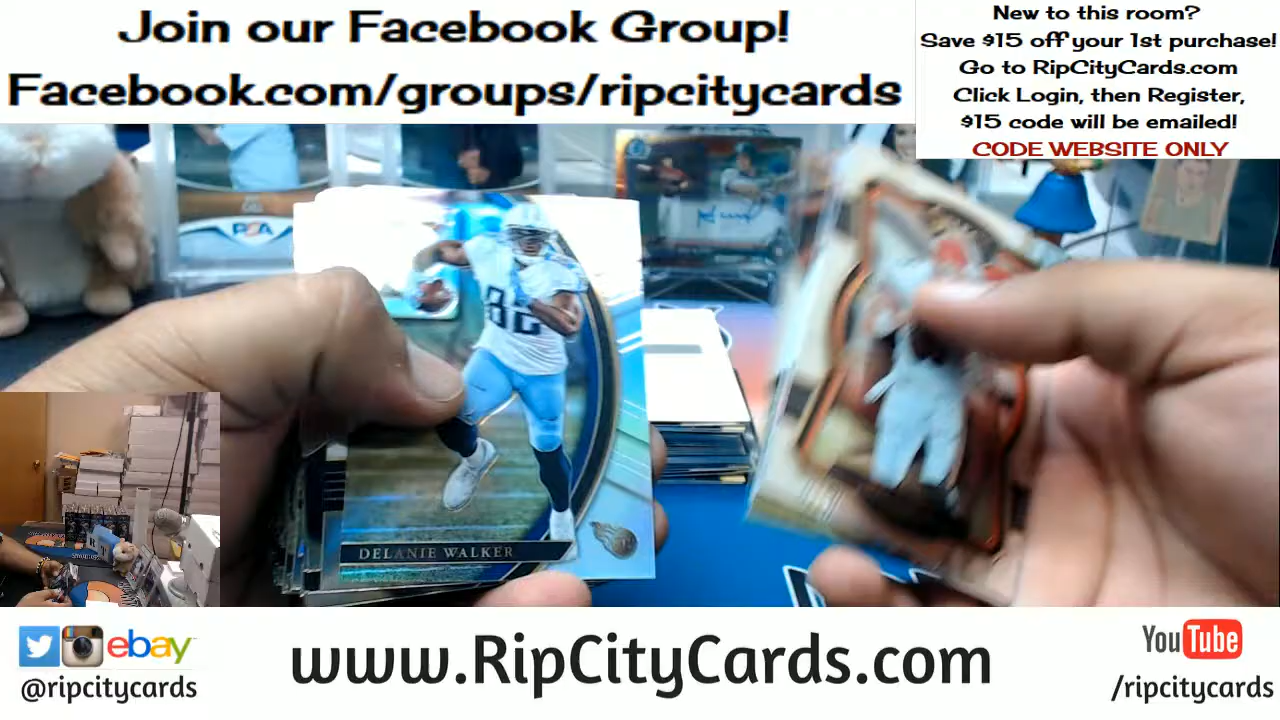 Join our Facebook Group!
Facebook.com/groups/ripcitycards
New to this room?
Save $15 off your 1st purchase!
Go to RipCityCards.com
Click Login, then Register,
$15 code will be emailed!
CODE WEBSITE ONLY
PSA
82
DELANIE WALKER
ebay
@ripcitycards
www.RipCityCards.com
YouTube
/ripcitycards